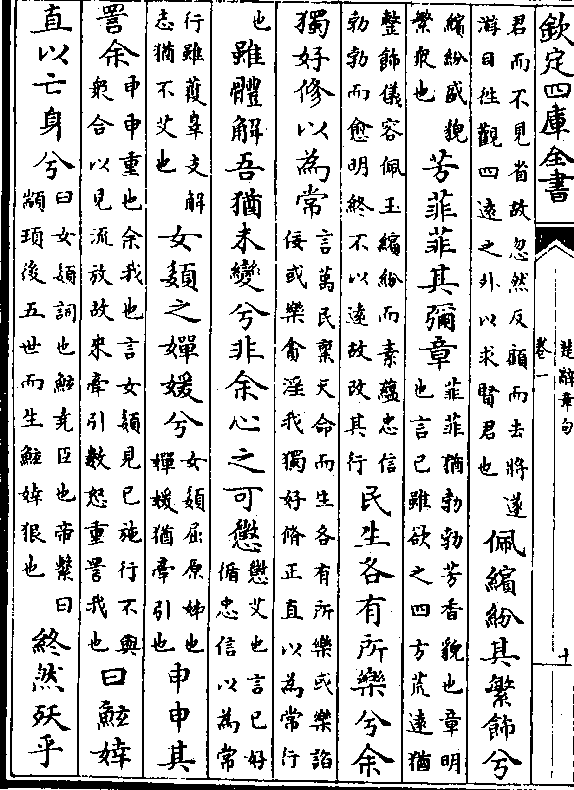 欽定四庫全書
楚辭章句
卷一
十
君而不見省故忽然反顧而去將遂
游目徃觀四逺之外以求賢君也
佩繽紛其繁飾兮
繽紛盛貌
繁衆也
芳菲菲其彌章
菲菲猶勃勃芳香貌也章明
也言己雖欲之四方荒逺猶
整飾儀容佩玉繽紛而衆藴忠信
勃勃而愈明終不以逺故改其行
民生各有所樂兮余
獨好修以為常
言萬民稟天命而生各有所樂或樂諂
佞或樂貪淫我獨好脩正直以為常行
也
雖體解吾猶未變兮非余心之可懲
懲艾也言己好
脩忠信以為常
行雖獲辠支解
志猶不艾也
女嬃之嬋媛兮
女嬃屈原姊也
嬋媛猶牽引也
申申其
詈余
申申重也余我也言女嬃見己施行不與
衆合以見流放故來牽引數怒重詈我也
曰鯀婞
直以亡身兮
曰女嬃詞也鯀堯臣也帝繫曰
顓頊後五世而生鯀婞狠也
終然殀乎